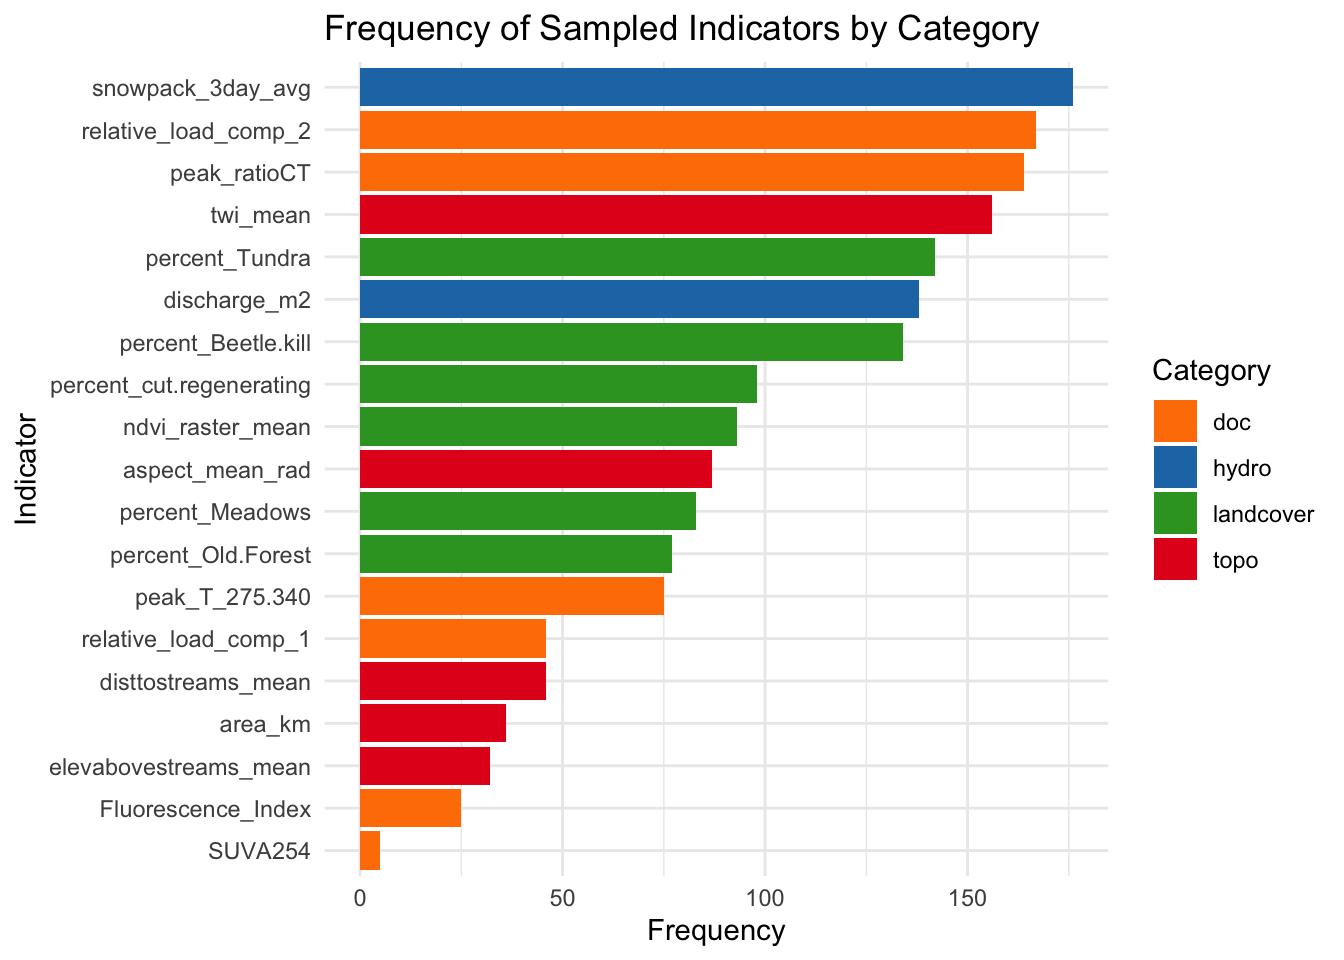 Frequency of Sampled Indicators by Category
snowpack_3day_avg
relative_load_comp_2
peak_ratioCT
twi_mean
percent_Tundra
discharge_m2
percent_Beetle.kill
percent_cut.regenerating
ndvi_raster_mean
aspect_mean_rad
percent_Meadows
percent_Old.Forest
peak_T_275.340
relative_load_comp_1
disttostreams_mean
area_km
elevabovestreams_mean
Fluorescence_Index
SUVA254
Indicator
0 50 100 150
Frequency
Category
doc
hydro
landcover
topo